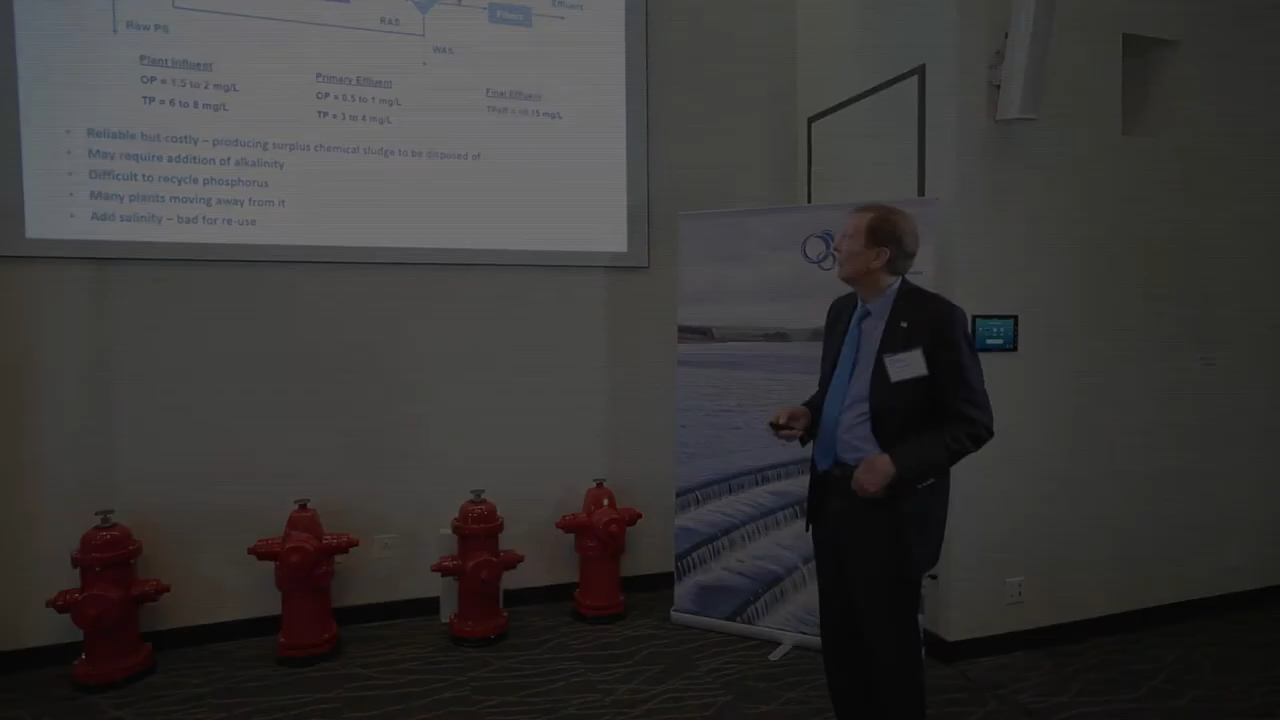 Effluent
Filters
RAS
Raw PS
WAS
Plant Influent
OP = 1.5 to 2 mg/L
TP = 6 to 8 mg/L
Primary Effluent
OP = 0.5 to 1 mg/L
TP = 3 to 4 mg/L
Final Effluent
• Reliable but costly – producing surplus chemical sludge to be disposed of
• May require addition of alkalinity
• Difficult to recycle phosphorus
• Many plants moving away from it
• Add salinity – bad for re-use